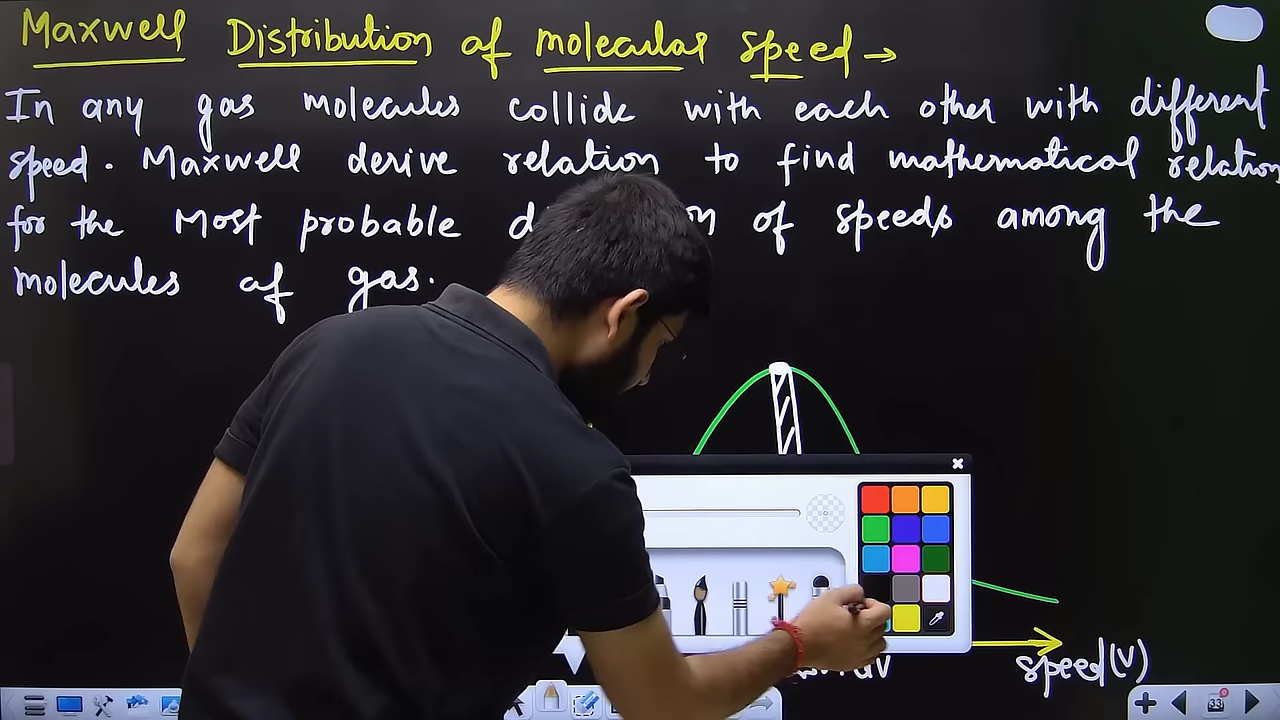 Maxwell Distribution of molecular speed →
In any gas molecules collide with each other with different
speed. Maxwell derive relation to find mathematical relation
for the Most probable of speeds among the
molecules of gas.
speed(v)
33